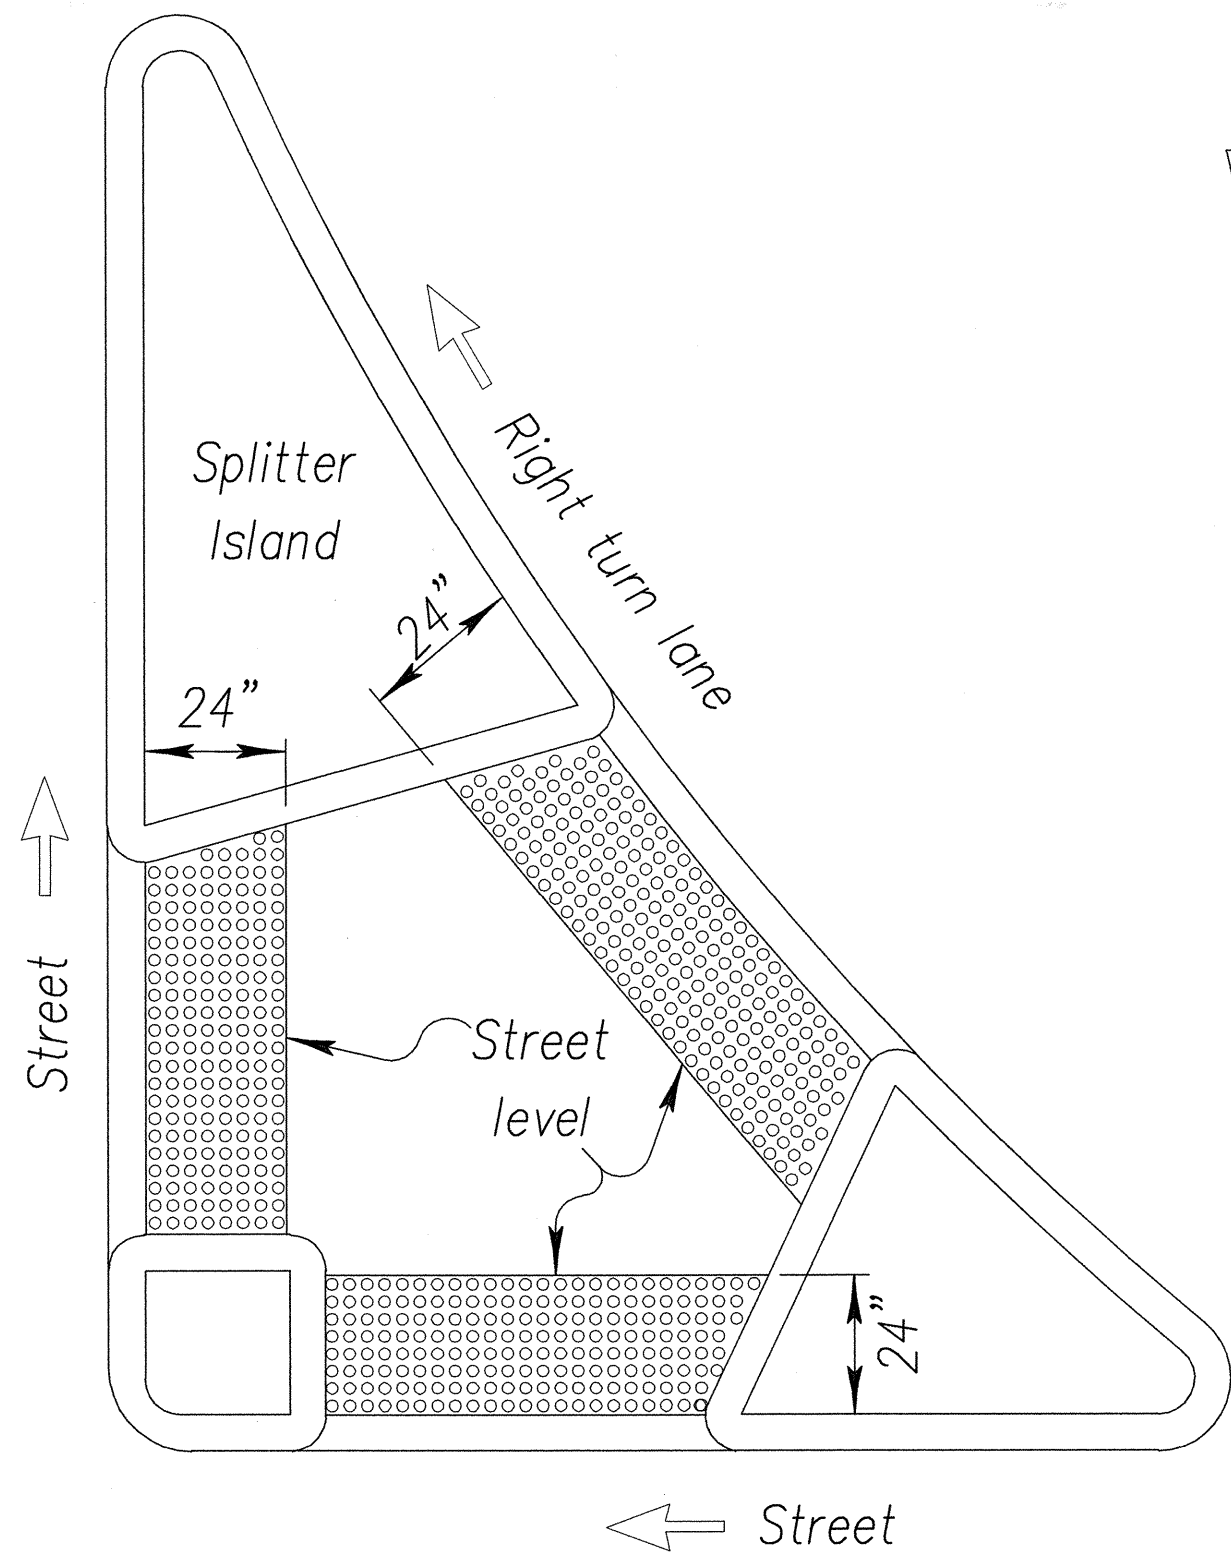 Splitter
Island
Right turn lane
24”
24”
Street
Street
level
24”
Street